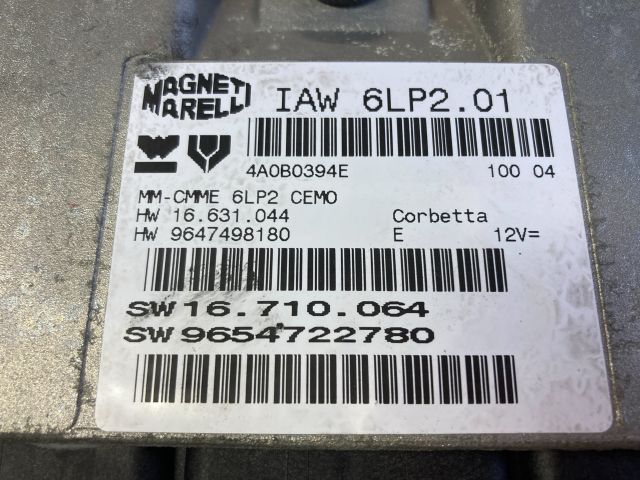 MAGNETI
MARELLI
IAW 6LP2.01
4A0B0394E 100 04
MM-CMME 6LP2 CEMO
HW 16.631.044 Corbetta
HW 9647498180 E 12V=
SW 16.710.064
SW 9654722780